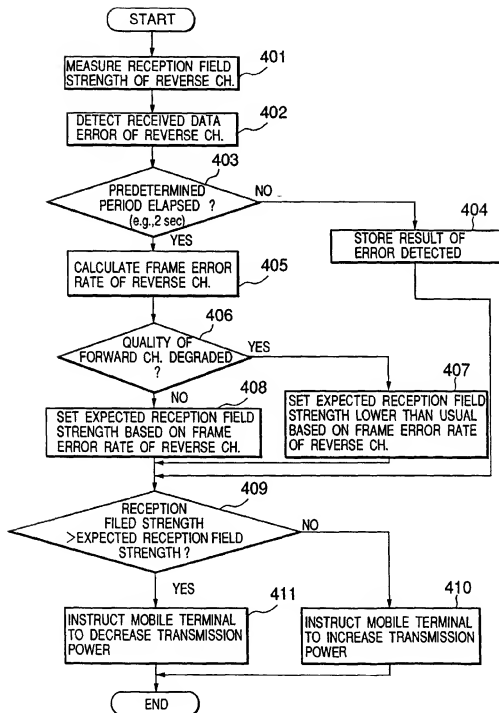 START
401
MEASURE RECEPTION FIELD
STRENGTH OF REVERSE CH.
402
DETECT RECEIVED DATA
ERROR OF REVERSE CH.
403
PREDETERMINED
PERIOD ELAPSED ?
(e.g.,2 sec)
NO
YES
404
STORE RESULT OF
ERROR DETECTED
405
CALCULATE FRAME ERROR
RATE OF REVERSE CH.
406
QUALITY OF
FORWARD CH. DEGRADED
?
YES
NO
407
SET EXPECTED RECEPTION FIELD
STRENGTH LOWER THAN USUAL
BASED ON FRAME ERROR RATE
OF REVERSE CH.
408
SET EXPECTED RECEPTION FIELD
STRENGTH BASED ON FRAME
ERROR RATE OF REVERSE CH.
409
RECEPTION
FILED STRENGTH
>EXPECTED RECEPTION FIELD
STRENGTH ?
NO
YES
411
INSTRUCT MOBILE TERMINAL
TO DECREASE TRANSMISSION
POWER
410
INSTRUCT MOBILE TERMINAL
TO INCREASE TRANSMISSION
POWER
END